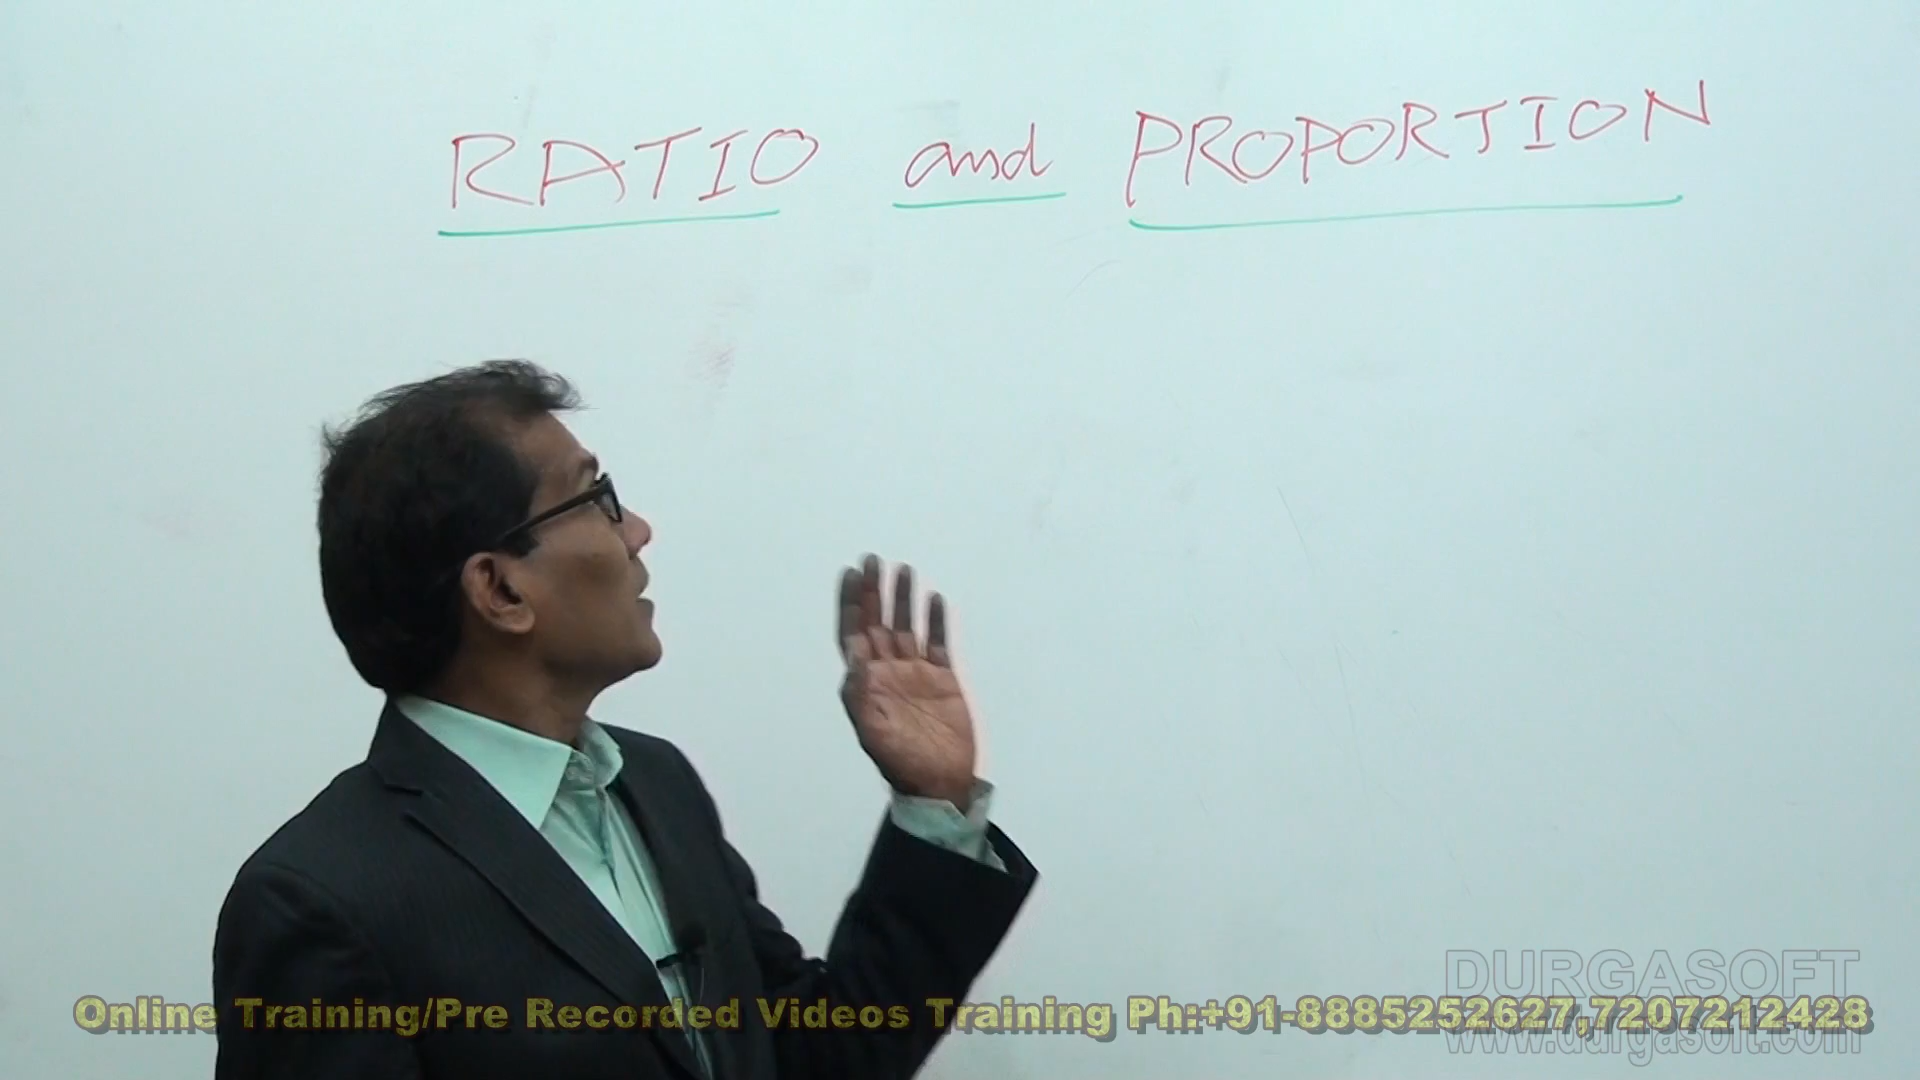 RATIO and PROPORTION
DURGASOFT
Online Training/Pre Recorded Videos Training Ph:+91-8885252627,7207212428
www.durgasoft.com